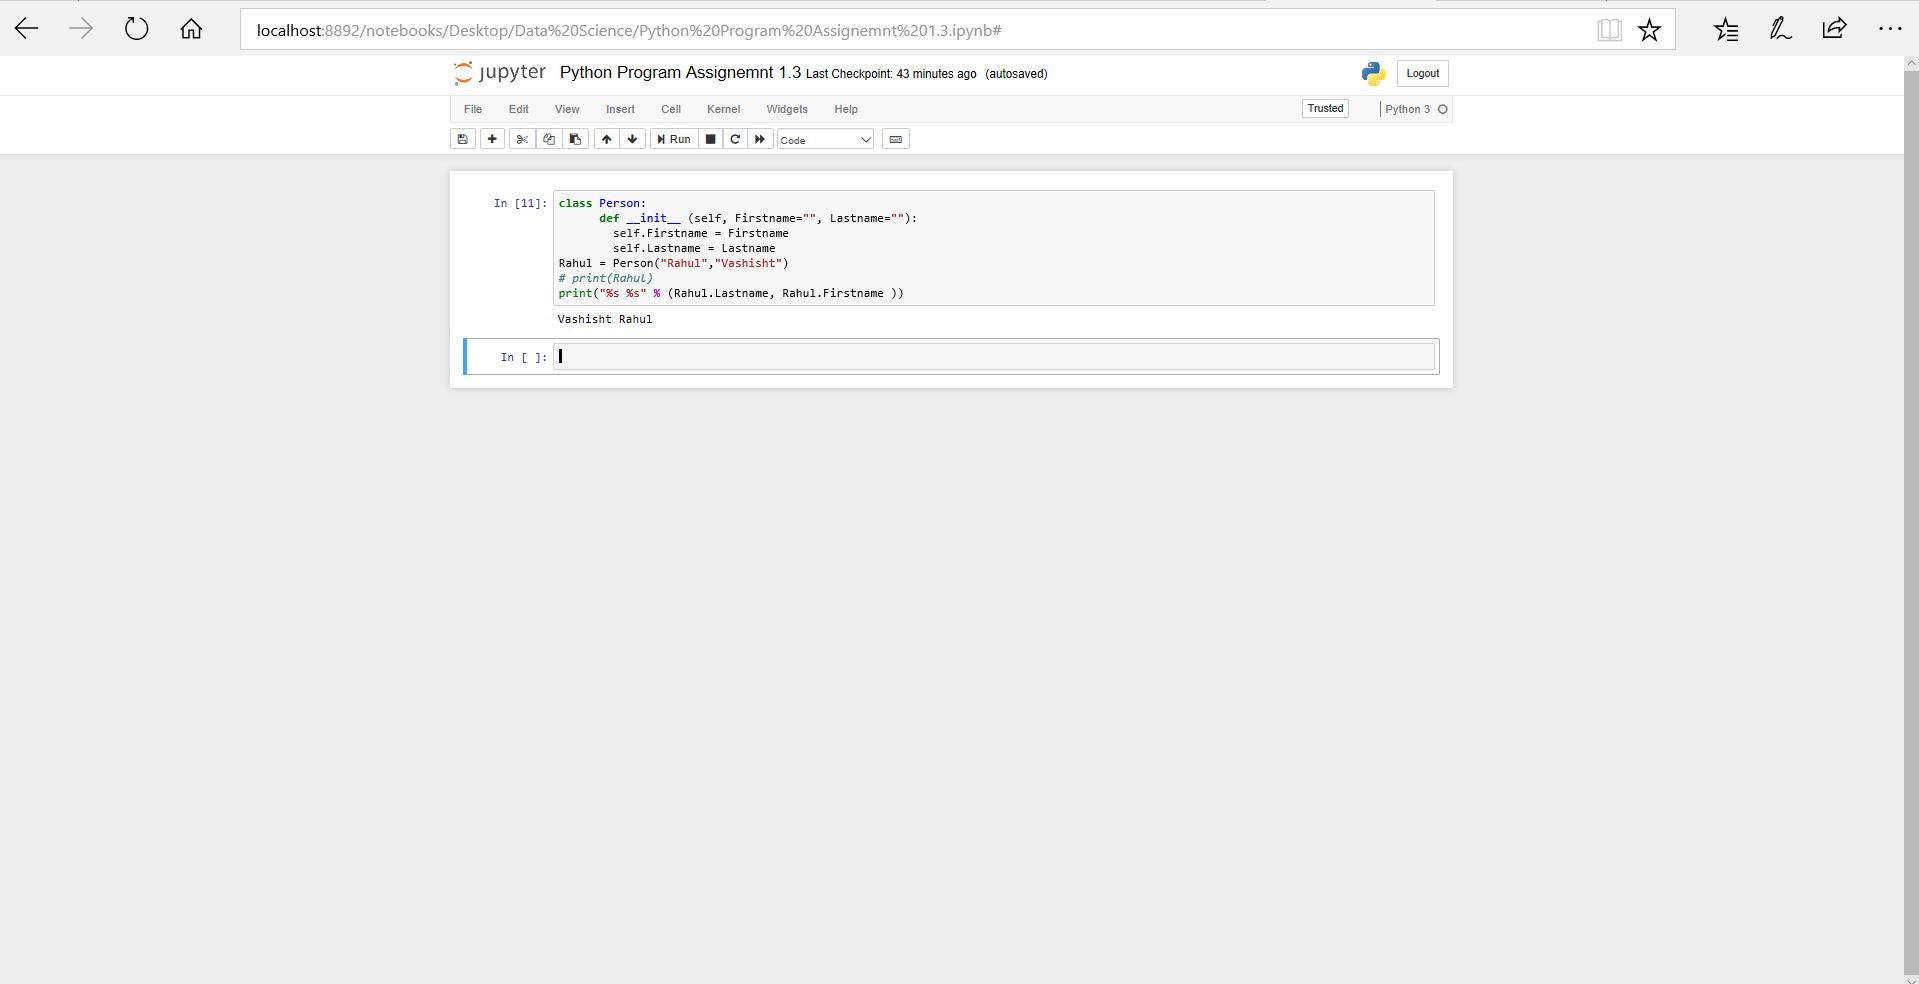 localhost:8892/notebooks/Desktop/Data%20Science/Python%20Program%20Assignemnt%201.3.ipynb#
jupyter Python Program Assignemnt 1.3 Last Checkpoint: 43 minutes ago (autosaved) Logout
File Edit View Insert Cell Kernel Widgets Help Trusted Python 3
Run Code
In [11]: class Person:
def __init__ (self, Firstname="", Lastname=""):
self.Firstname = Firstname
self.Lastname = Lastname
Rahul = Person("Rahul","Vashisht")
# print(Rahul)
print("%s %s" % (Rahul.Lastname, Rahul.Firstname ))
Vashisht Rahul
In [ ]: